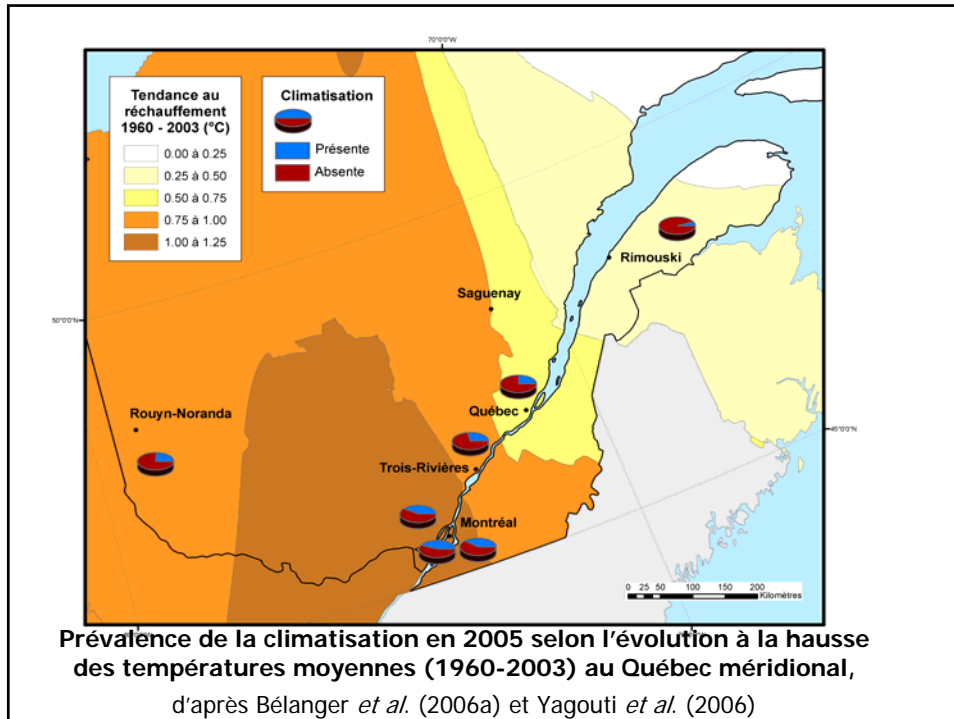 70°0'0"W
Tendance au
réchauffement
1960 - 2003 (°C)
0.00 à 0.25
0.25 à 0.50
0.50 à 0.75
0.75 à 1.00
1.00 à 1.25
Climatisation
Présente
Absente
Rimouski
Saguenay
50°0'0"N
Québec
Rouyn-Noranda
45°0'0"N
Trois-Rivières
Montréal
0 25 50 100 150 200
Kilomètres
Prévalence de la climatisation en 2005 selon l'évolution à la hausse
des températures moyennes (1960-2003) au Québec méridional,
d'après Bélanger et al. (2006a) et Yagouti et al. (2006)